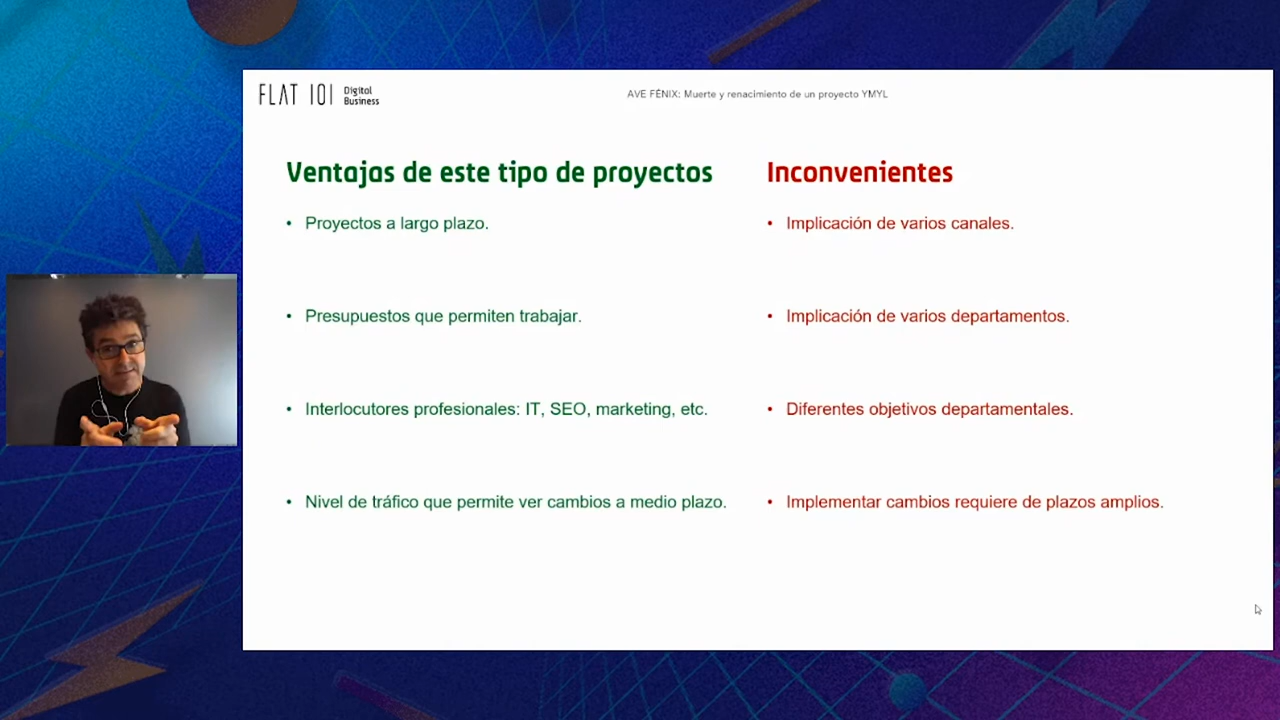 FLAT 101 Digital Business
AVE FÉNIX: Muerte y renacimiento de un proyecto YMYL
Ventajas de este tipo de proyectos
• Proyectos a largo plazo.
• Presupuestos que permiten trabajar.
• Interlocutores profesionales: IT, SEO, marketing, etc.
• Nivel de tráfico que permite ver cambios a medio plazo.
Inconvenientes
• Implicación de varios canales.
• Implicación de varios departamentos.
• Diferentes objetivos departamentales.
• Implementar cambios requiere de plazos amplios.